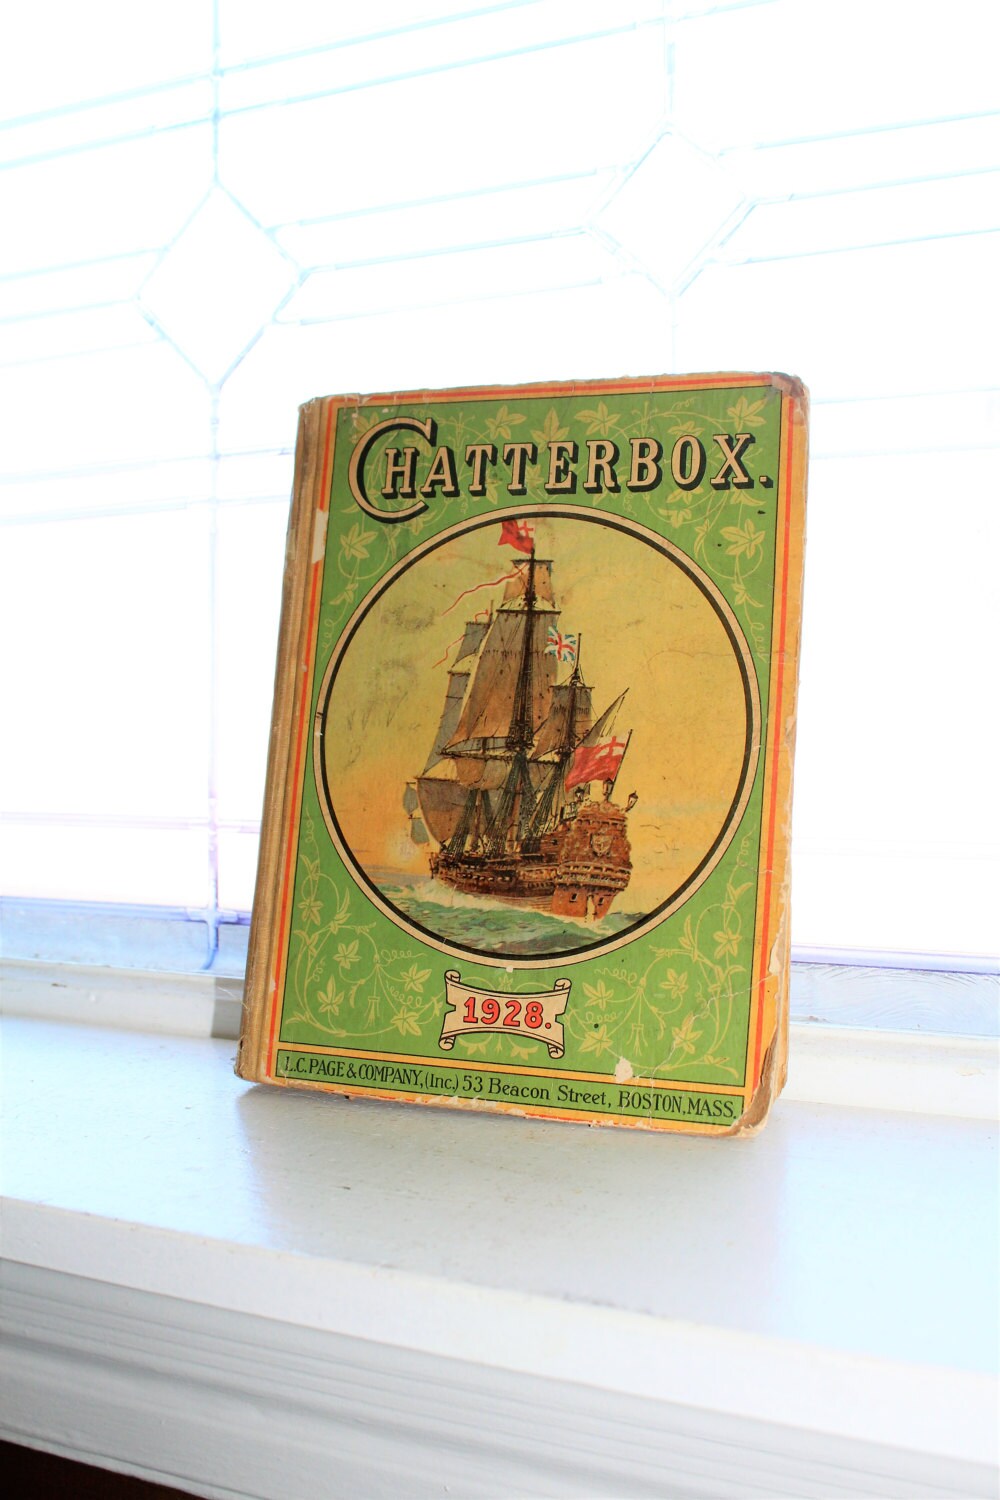 CHATTERBOX.
1928.
L.C. PAGE & COMPANY, (Inc.) 53 Beacon Street, BOSTON, MASS.